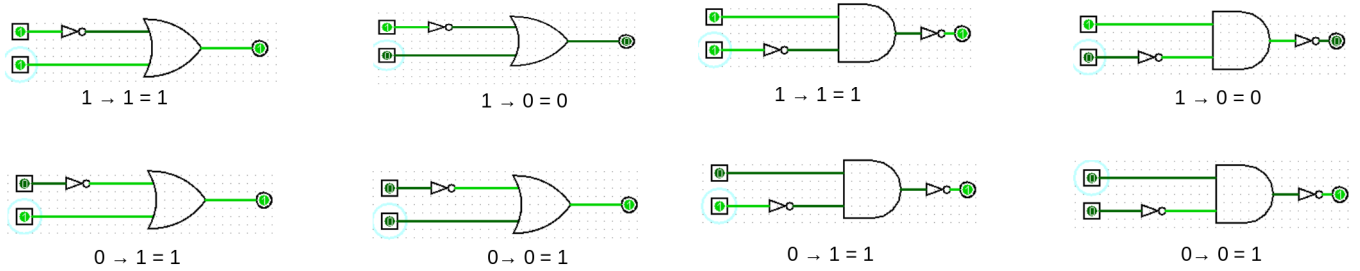 1 → 1 = 1
1 → 0 = 0
1 → 1 = 1
1 → 0 = 0
0 → 1 = 1
0→ 0 = 1
0 → 1 = 1
0→ 0 = 1